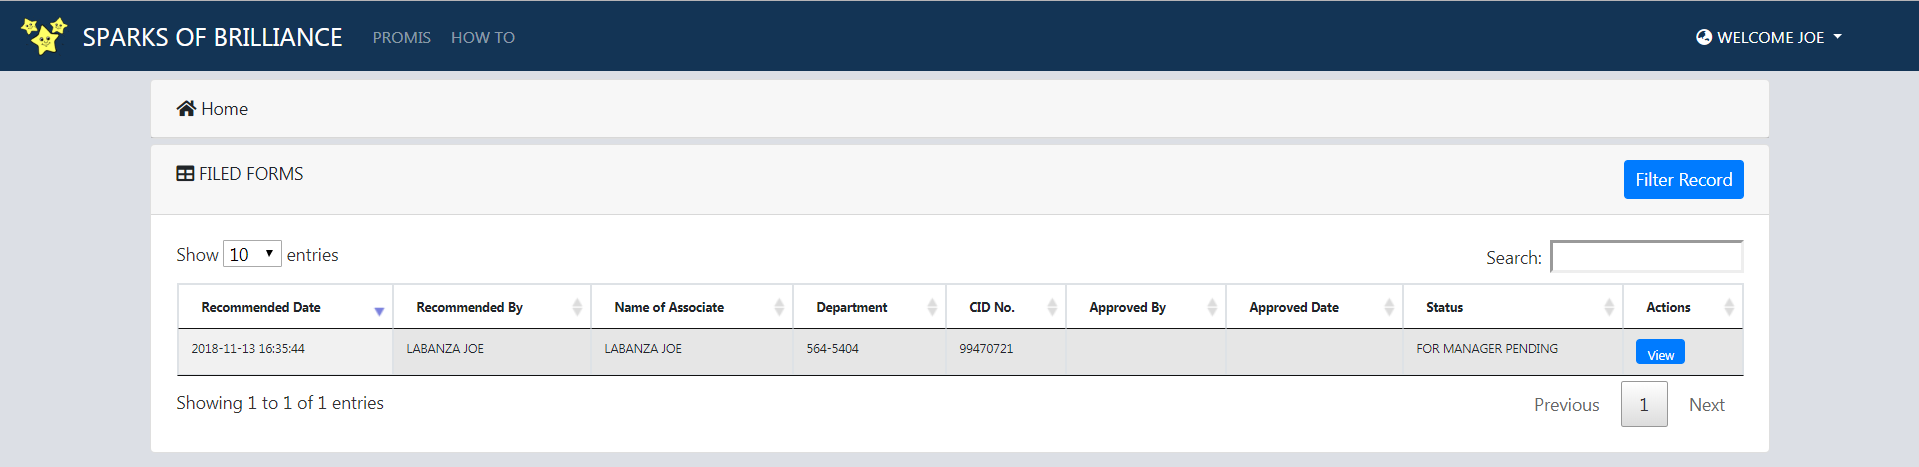 SPARKS OF BRILLIANCE PROMIS HOW TO WELCOME JOE
Home
FILED FORMS Filter Record
Show 10 entries Search:
Recommended Date Recommended By Name of Associate Department CID No. Approved By Approved Date Status Actions
2018-11-13 16:35:44 LABANZA JOE LABANZA JOE 564-5404 99470721 FOR MANAGER PENDING View
Showing 1 to 1 of 1 entries Previous 1 Next